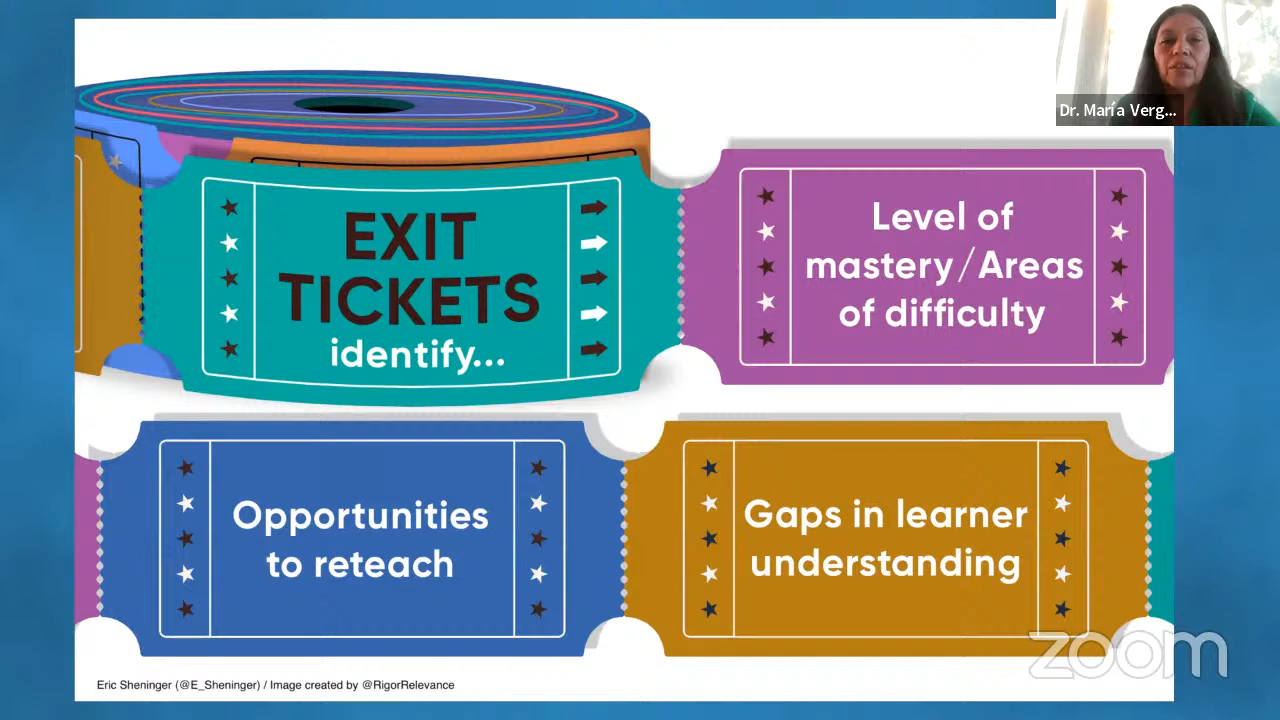 Dr. María Verg...
EXIT
TICKETS
identify...
Level of
mastery/Areas
of difficulty
Opportunities
to reteach
Gaps in learner
understanding
zoom
Eric Sheninger (@E_Sheninger) / Image created by @RigorRelevance